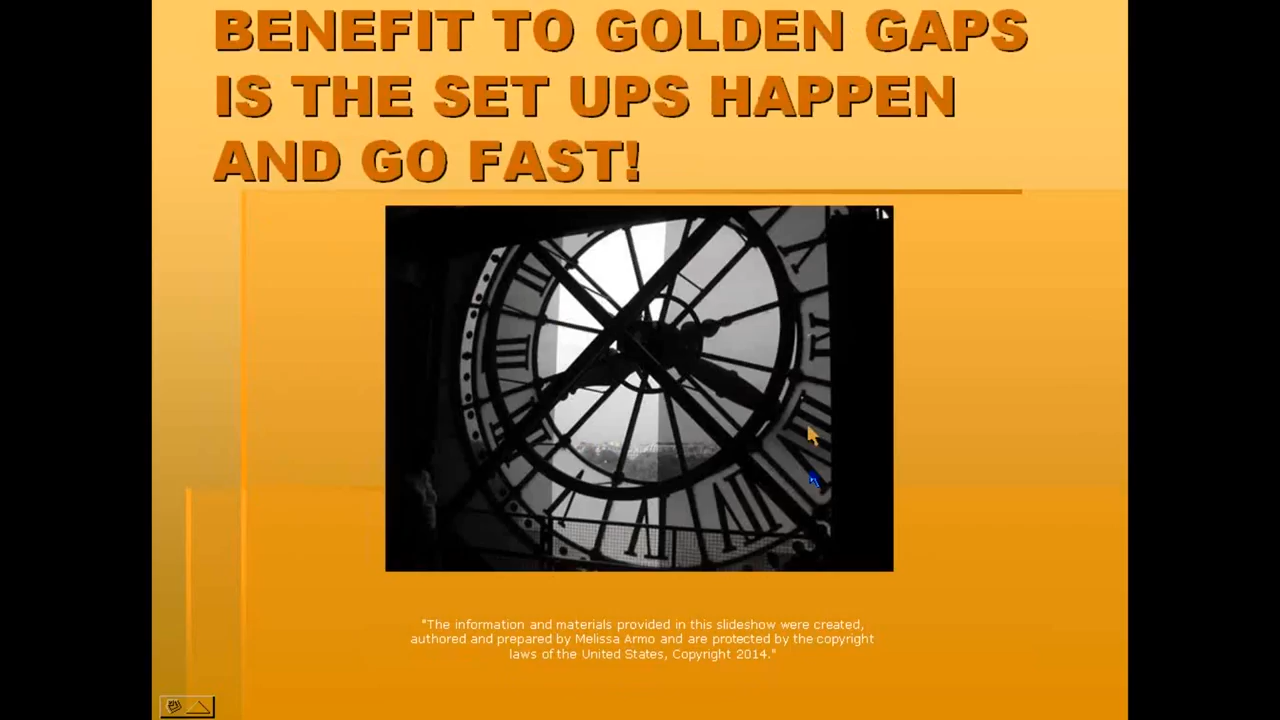 BENEFIT TO GOLDEN GAPS
IS THE SET UPS HAPPEN
AND GO FAST!
"The information and materials provided in this slideshow were created,
authored and prepared by Melissa Armo and are protected by the copyright
laws of the United States, Copyright 2014."